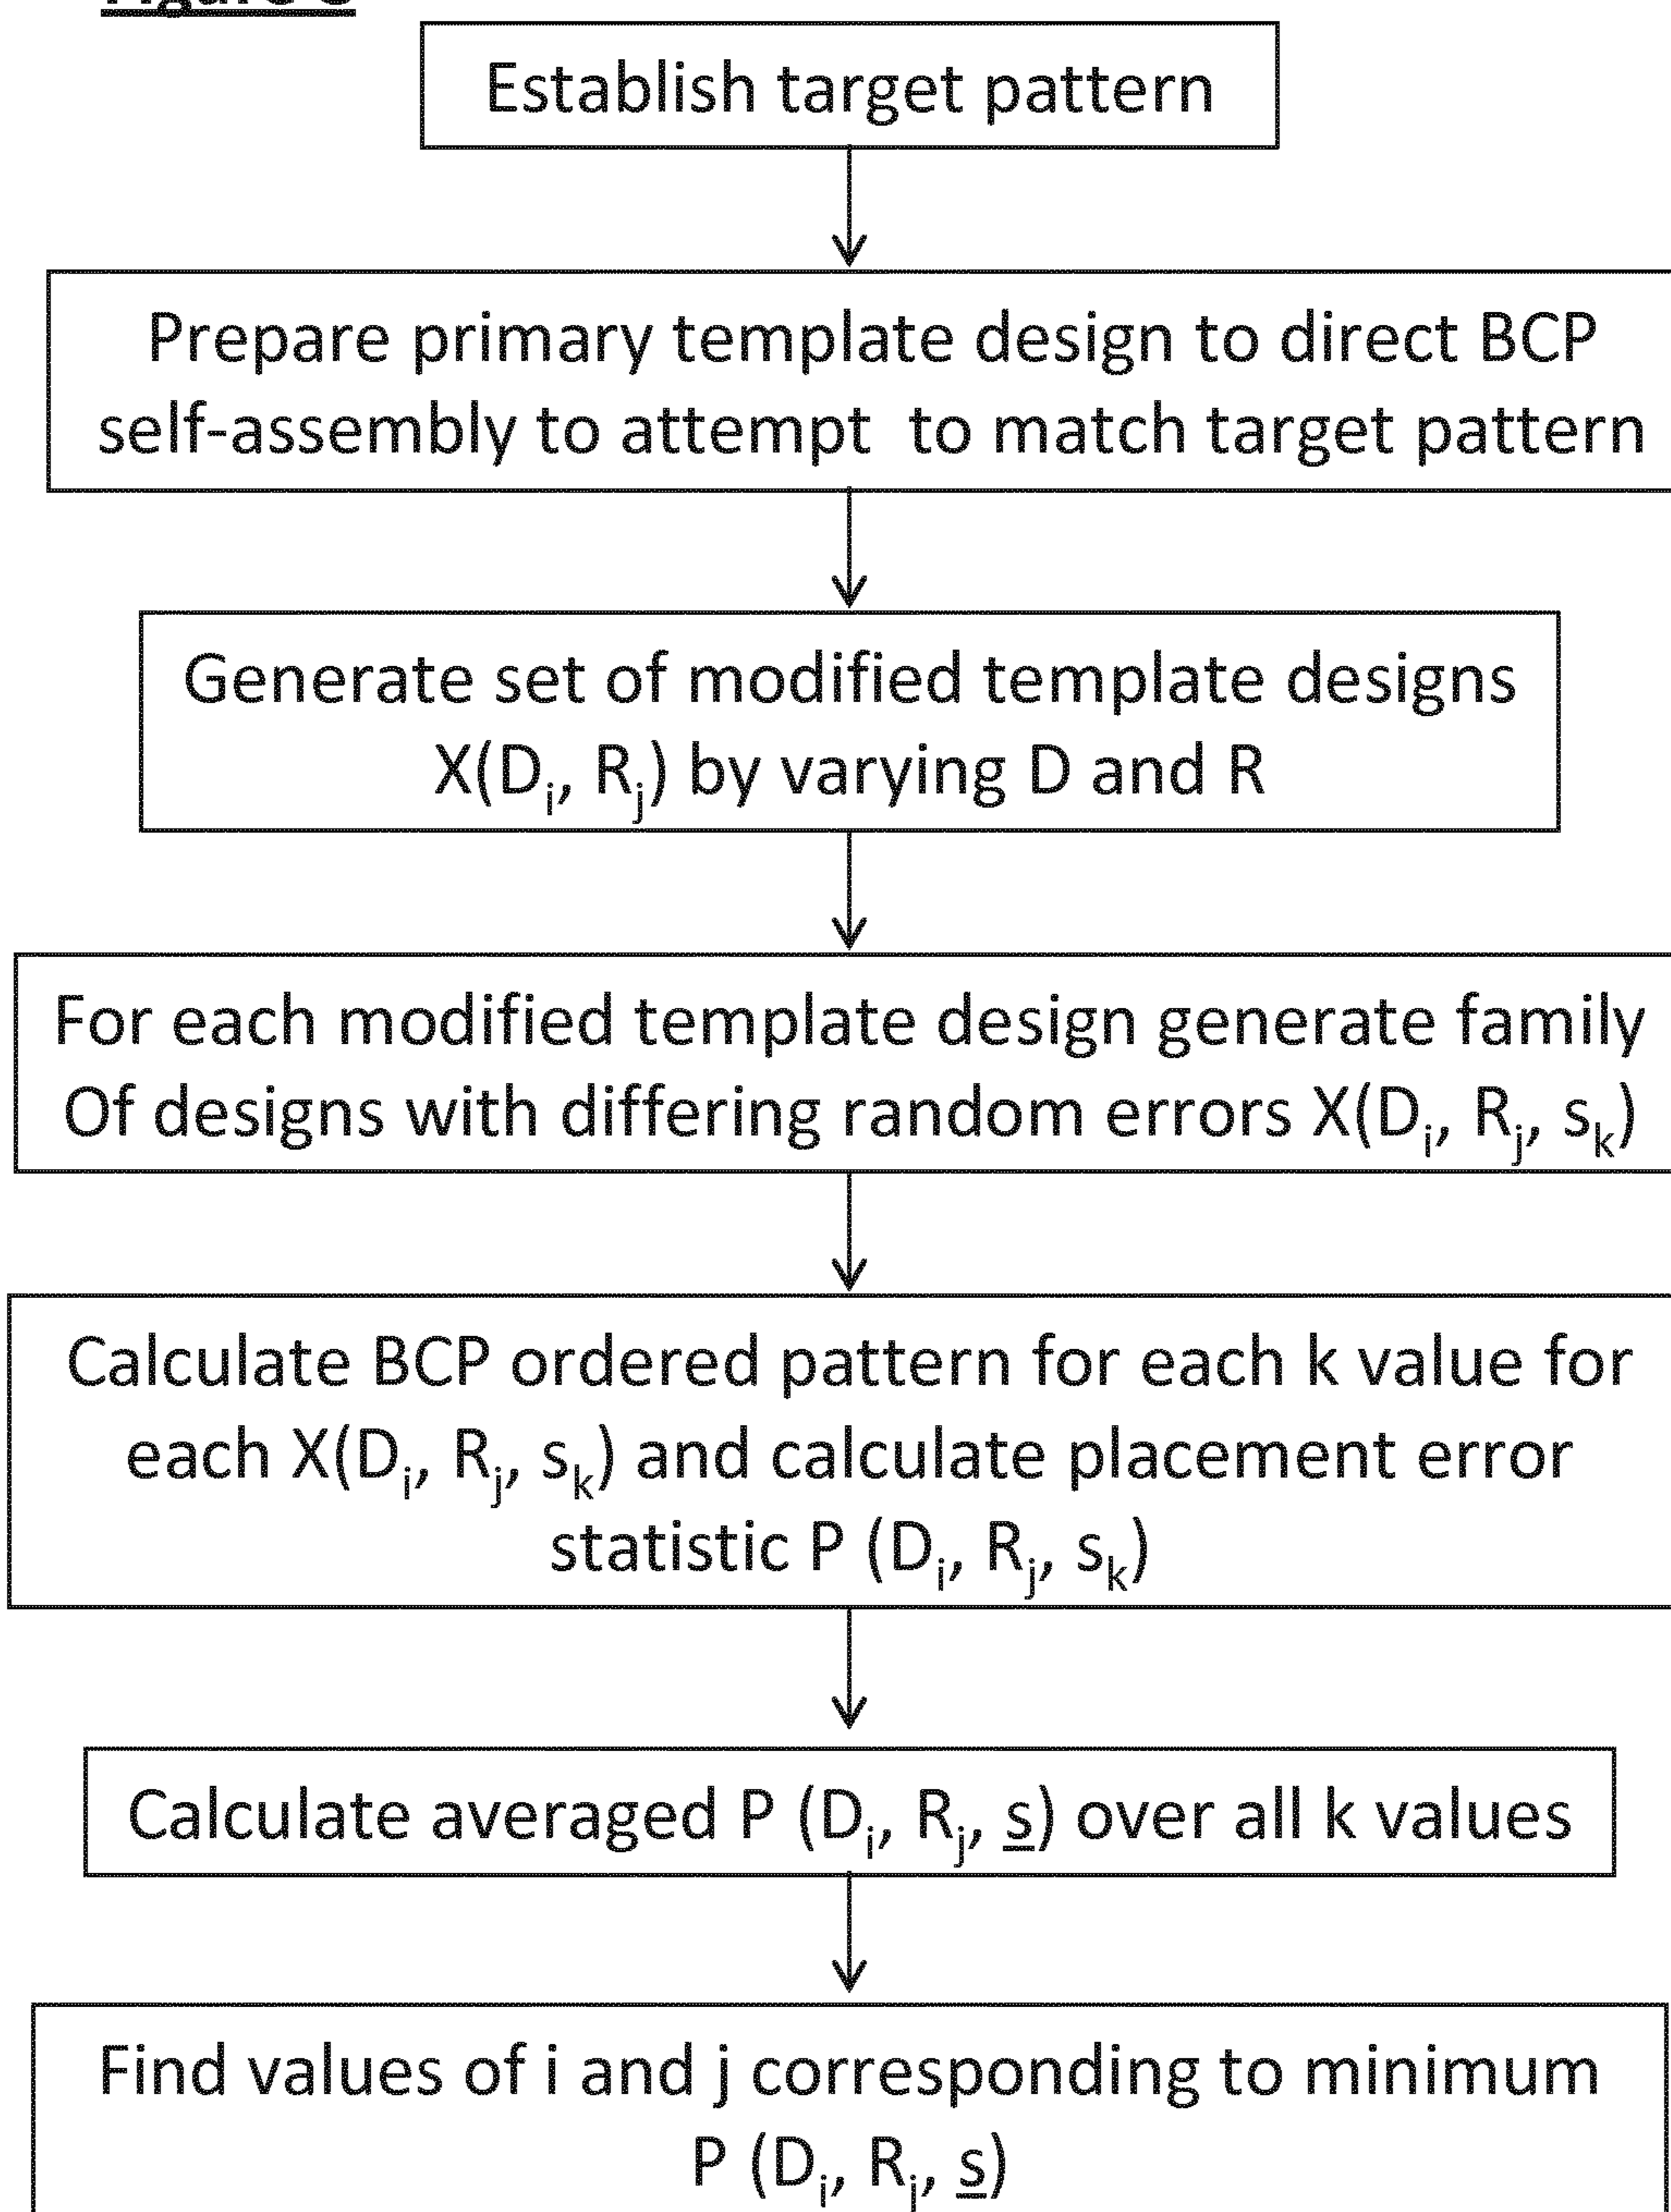 Figure
Establish target pattern
Prepare primary template design to direct BCP
self-assembly to attempt to match target pattern
Generate set of modified template designs
X(Dᵢ, Rⱼ) by varying D and R
For each modified template design generate family
Of designs with differing random errors X(Dᵢ, Rⱼ, sₖ)
Calculate BCP ordered pattern for each k value for
each X(Dᵢ, Rⱼ, sₖ) and calculate placement error
statistic P (Dᵢ, Rⱼ, sₖ)
Calculate averaged P (Dᵢ, Rⱼ, s) over all k values
Find values of i and j corresponding to minimum
P (Dᵢ, Rⱼ, s)